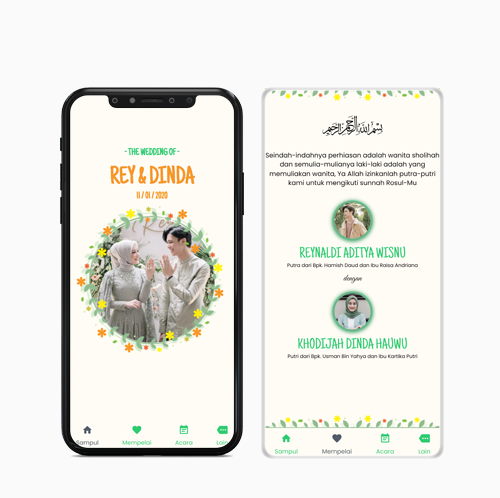 - THE WEDDING OF -
REY & DINDA
11 / 01 / 2020
Sampul
Mempelai
Acara
Lain
بسم الله الرحمن الرحيم
Seindah-indahnya perhiasan adalah wanita sholihah
dan semulia-mulianya laki-laki adalah yang
memuliakan wanita, Ya Allah izinkanlah putra-putri
kami untuk mengikuti sunnah Rosul-Mu
REYNALDI ADITYA WISNU
Putra dari Bpk. Hamish Daud dan Ibu Raisa Andriana
dengan
KHODIJAH DINDA HAUWU
Putri dari Bpk. Usman Bin Yahya dan Ibu Kartika Putri
Sampul
Mempelai
Acara
Lain